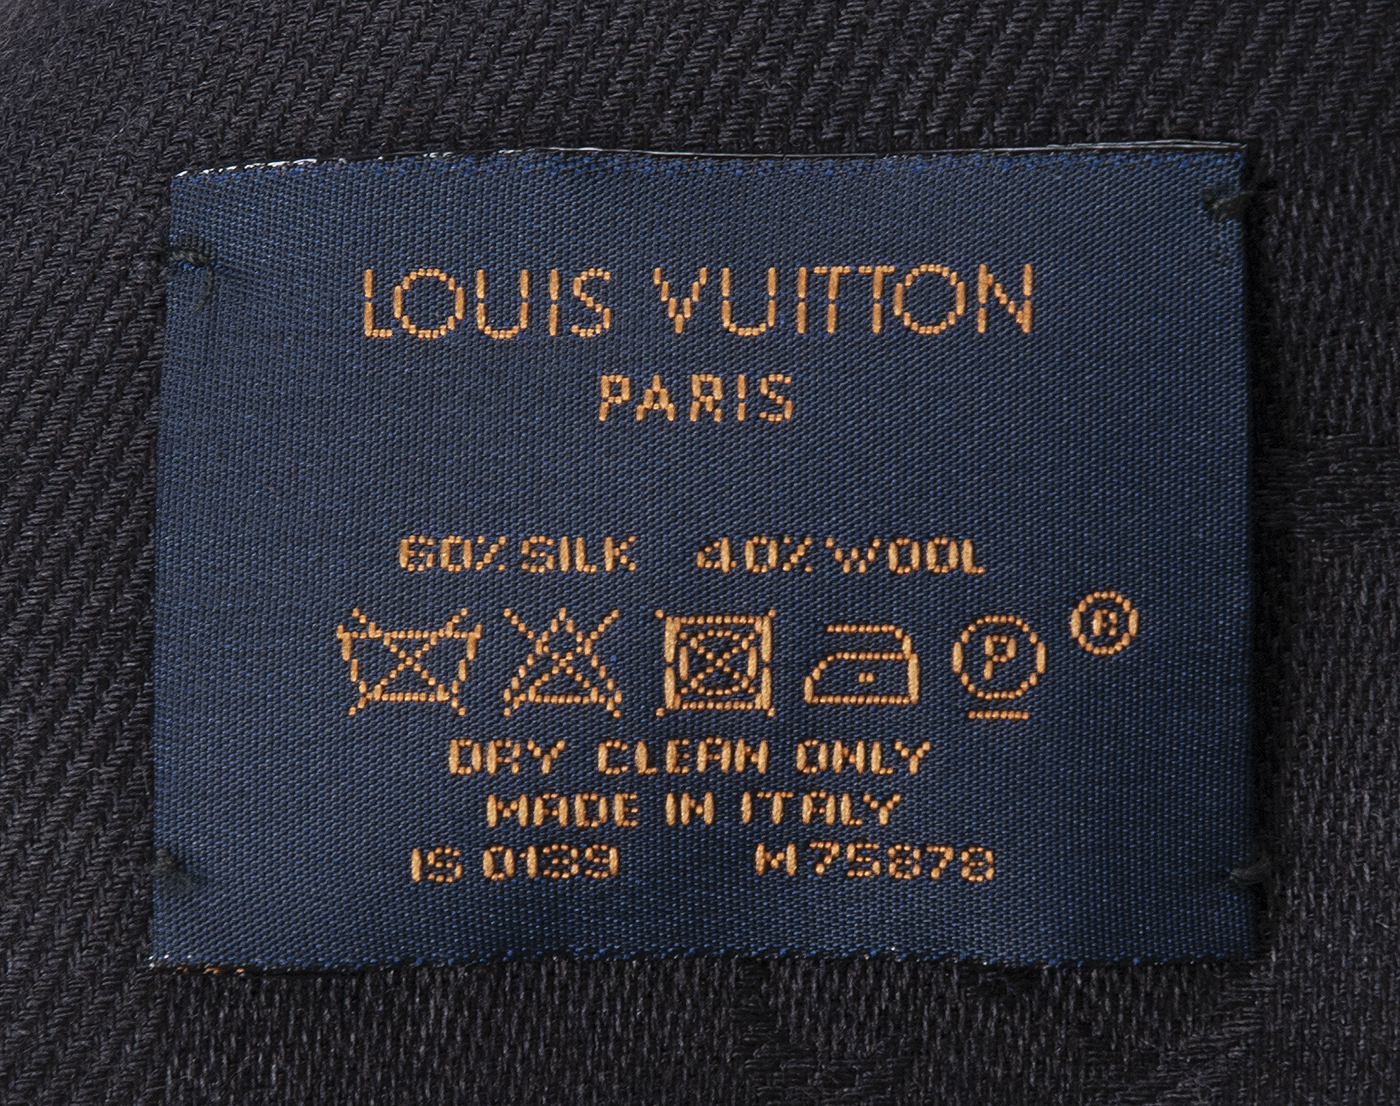 LOUIS VUITTON
PARIS
60% SILK 40% WOOL
P ®
DRY CLEAN ONLY
MADE IN ITALY
IS 0139 M75878